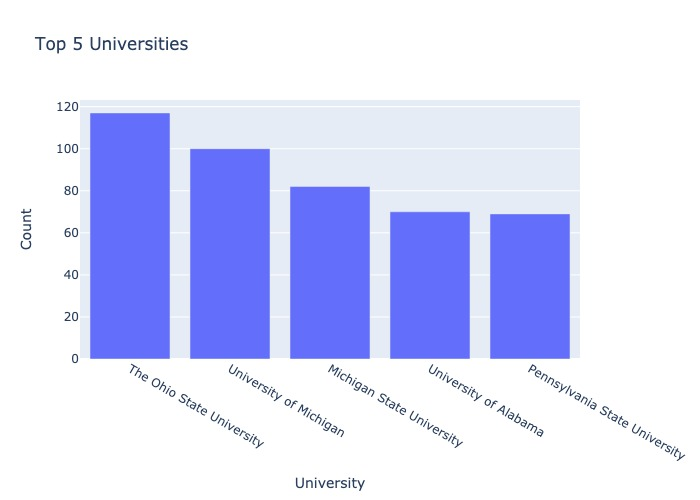 Top 5 Universities
Count
120
100
80
60
40
20
0
The Ohio State University
University of Michigan
Michigan State University
University of Alabama
Pennsylvania State University
University